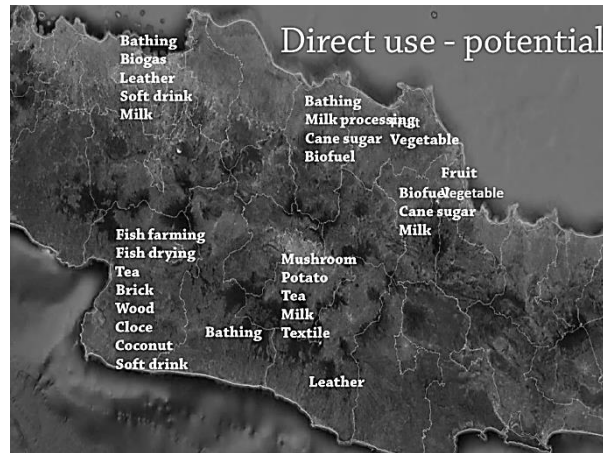 Direct use - potential
Bathing
Biogas
Leather
Soft drink
Milk
Bathing
Milk processing
Cane sugar
Biofuel
Fruit
Vegetable
Fruit
Vegetable
Biofuel
Cane sugar
Milk
Fish farming
Fish drying
Tea
Brick
Wood
Cloce
Coconut
Soft drink
Bathing
Mushroom
Potato
Tea
Milk
Textile
Leather